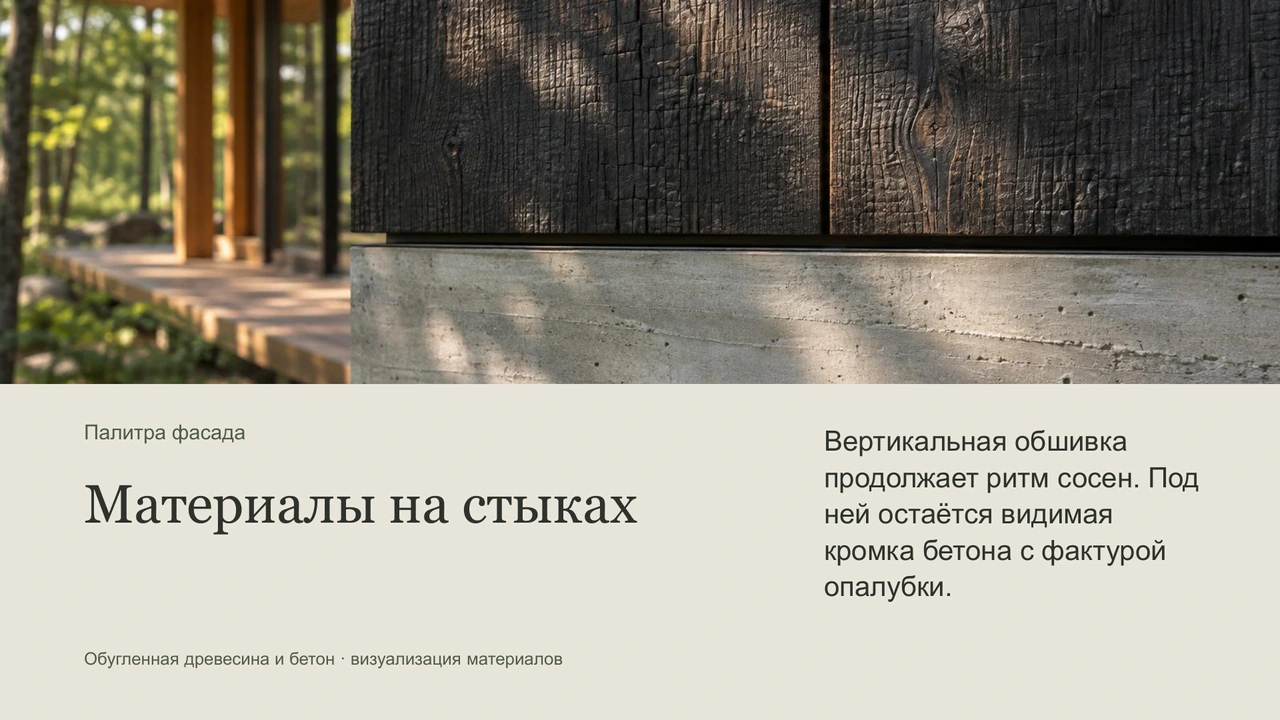 Палитра фасада
Материалы на стыках
Вертикальная обшивка
продолжает ритм сосен. Под
ней остаётся видимая
кромка бетона с фактурой
опалубки.
Обугленная древесина и бетон · визуализация материалов